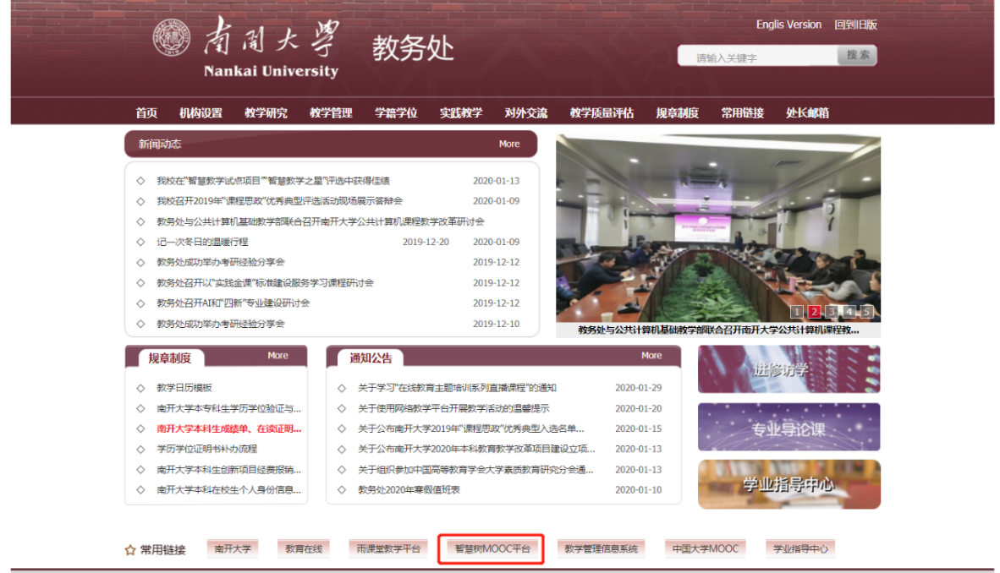 Englis Version 回到旧版
南开大学 教务处
Nankai University
请输入关键字 搜索
首页 机构设置 教学研究 教学管理 学籍学位 实践教学 对外交流 教学质量评估 规章制度 常用链接 处长邮箱
新闻动态 More
我校在“智慧教学试点项目”“智慧教学之星”评选中获得佳绩 2020-01-13
我校召开2019年“课程思政”优秀典型评选活动现场展示答辩会 2020-01-09
教务处与公共计算机基础教学部联合召开南开大学公共计算机课程教学改革研讨会
记一次冬日的温暖行程 2019-12-20 2020-01-09
教务处成功举办考研经验分享会 2019-12-12
教务处召开以“实践金课”标准建设服务学习课程研讨会 2019-12-12
教务处召开AI和“四新”专业建设研讨会 2019-12-12
教务处成功举办考研经验分享会 2019-12-10
1 2 3 4 5
教务处与公共计算机基础教学部联合召开南开大学公共计算机课程教...
规章制度 More
教学日历模板
南开大学本专科生学历学位验证与...
南开大学本科生成绩单、在读证明...
学历学位证明书补办流程
南开大学本科生创新项目经费报销...
南开大学本科在校生个人身份信息...
通知公告 More
关于学习“在线教育主题培训系列直播课程”的通知 2020-01-29
关于使用网络教学平台开展教学活动的温馨提示 2020-01-20
关于公布南开大学2019年“课程思政”优秀典型入选名单... 2020-01-15
关于公布南开大学2020年本科教育教学改革项目建设立项... 2020-01-13
关于组织参加中国高等教育学会大学素质教育研究分会通... 2020-01-13
教务处2020年寒假值班表 2020-01-10
进修访学
专业导论课
学业指导中心
常用链接 南开大学 教育在线 雨课堂教学平台 智慧树MOOC平台 教学管理信息系统 中国大学MOOC 学业指导中心